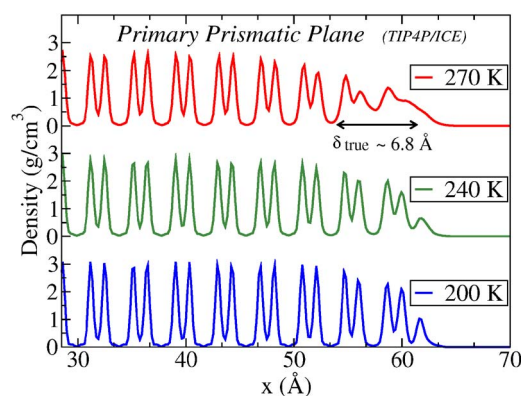 Primary Prismatic Plane (TIP4P/ICE)
3
2
1
0
270 K
δ true ~ 6.8 Å
3
2
1
0
240 K
Density (g/cm³)
3
2
1
0
200 K
30 40 50 60 70
x (Å)